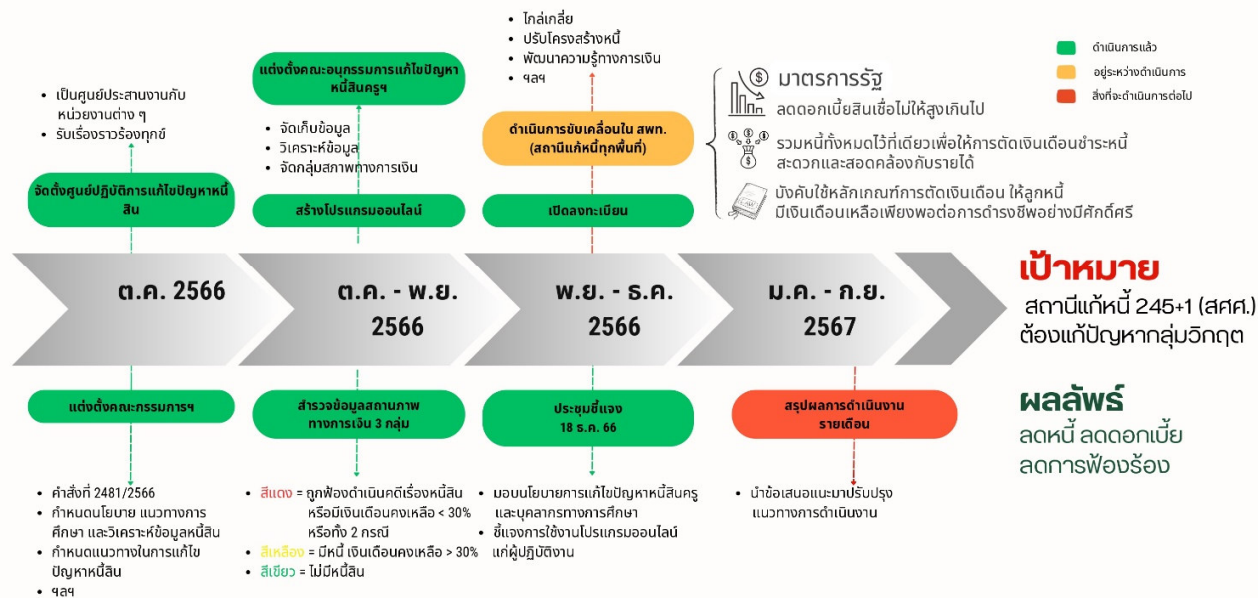 • ไกล่เกลี่ย
• ปรับโครงสร้างหนี้
• พัฒนาความรู้ทางการเงิน
• ฯลฯ
ดำเนินการแล้ว
อยู่ระหว่างดำเนินการ
สิ่งที่จะดำเนินการต่อไป
แต่งตั้งคณะอนุกรรมการแก้ไขปัญหา
หนี้สินครูฯ
• เป็นศูนย์ประสานงานกับ
หน่วยงานต่าง ๆ
• รับเรื่องราวร้องทุกข์
• จัดเก็บข้อมูล
• วิเคราะห์ข้อมูล
• จัดกลุ่มสภาพทางการเงิน
ดำเนินการขับเคลื่อนใน สพท.
(สถานีแก้หนี้ทุกพื้นที่)
มาตรการรัฐ
ลดดอกเบี้ยสินเชื่อไม่ให้สูงเกินไป
รวมหนี้ทั้งหมดไว้ที่เดียวเพื่อให้การตัดเงินเดือนชำระหนี้
สะดวกและสอดคล้องกับรายได้
LAW
บังคับใช้หลักเกณฑ์การตัดเงินเดือน ให้ลูกหนี้
มีเงินเดือนเหลือเพียงพอต่อการดำรงชีพอย่างมีศักดิ์ศรี
จัดตั้งศูนย์ปฏิบัติการแก้ไขปัญหาหนี้
สิน
สร้างโปรแกรมออนไลน์
เปิดลงทะเบียน
ต.ค. 2566
ต.ค. - พ.ย.
2566
พ.ย. - ธ.ค.
2566
ม.ค. - ก.ย.
2567
เป้าหมาย
สถานีแก้หนี้ 245+1 (สศศ.)
ต้องแก้ปัญหากลุ่มวิกฤต
ผลลัพธ์
ลดหนี้ ลดดอกเบี้ย
ลดการฟ้องร้อง
แต่งตั้งคณะกรรมการฯ
สำรวจข้อมูลสถานภาพ
ทางการเงิน 3 กลุ่ม
ประชุมชี้แจง
18 ธ.ค. 66
สรุปผลการดำเนินงาน
รายเดือน
• คำสั่งที่ 2481/2566
• กำหนดนโยบาย แนวทางการ
ศึกษา และวิเคราะห์ข้อมูลหนี้สิน
• กำหนดแนวทางในการแก้ไข
ปัญหาหนี้สิน
• ฯลฯ
• สีแดง = ถูกฟ้องดำเนินคดีเรื่องหนี้สิน
หรือมีเงินเดือนคงเหลือ < 30%
หรือทั้ง 2 กรณี
• สีเหลือง = มีหนี้ เงินเดือนคงเหลือ > 30%
• สีเขียว = ไม่มีหนี้สิน
• มอบนโยบายการแก้ไขปัญหาหนี้สินครู
และบุคลากรทางการศึกษา
• ชี้แจงการใช้งานโปรแกรมออนไลน์
แก่ผู้ปฏิบัติงาน
• นำข้อเสนอแนะมาปรับปรุง
แนวทางการดำเนินงาน